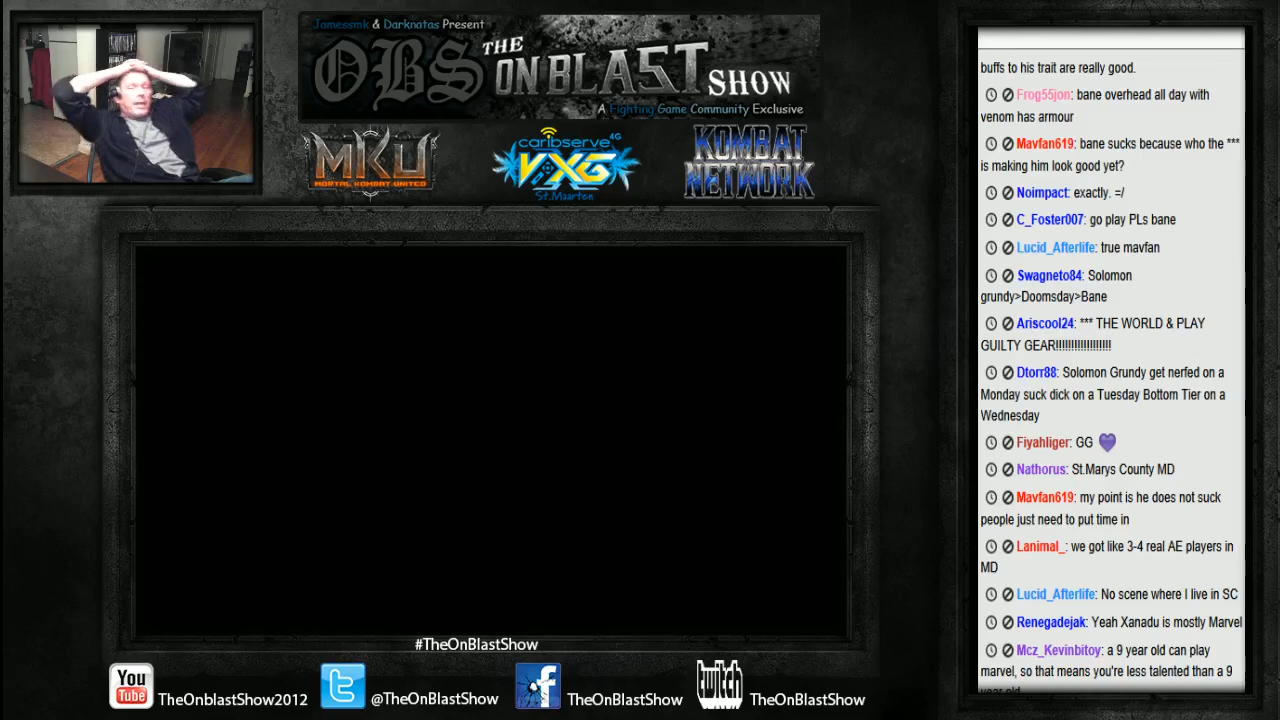 Jamessmk & Darknatas Present
OBS THE ON BLAST SHOW
A Fighting Game Community Exclusive
MKU
MORTAL KOMBAT UNITED
caribserve 4G
VXG
St.Maarten
KOMBAT
NETWORK
#TheOnBlastShow
You
Tube
TheOnblastShow2012
@TheOnBlastShow
TheOnBlastShow
twitch
TheOnBlastShow
buffs to his trait are really good.
Frog55jon: bane overhead all day with
venom has armour
Mavfan619: bane sucks because who the ***
is making him look good yet?
Noimpact: exactly. =/
C_Foster007: go play PLs bane
Lucid_Afterlife: true mavfan
Swagneto84: Solomon
grundy>Doomsday>Bane
Ariscool24: *** THE WORLD & PLAY
GUILTY GEAR!!!!!!!!!!!!!!!!!!
Dtorr88: Solomon Grundy get nerfed on a
Monday suck dick on a Tuesday Bottom Tier on a
Wednesday
Fiyahliger: GG 💜
Nathorus: St.Marys County MD
Mavfan619: my point is he does not suck
people just need to put time in
Lanimal_: we got like 3-4 real AE players in
MD
Lucid_Afterlife: No scene where I live in SC
Renegadejak: Yeah Xanadu is mostly Marvel
Mcz_Kevinbitoy: a 9 year old can play
marvel, so that means you're less talented than a 9
year old